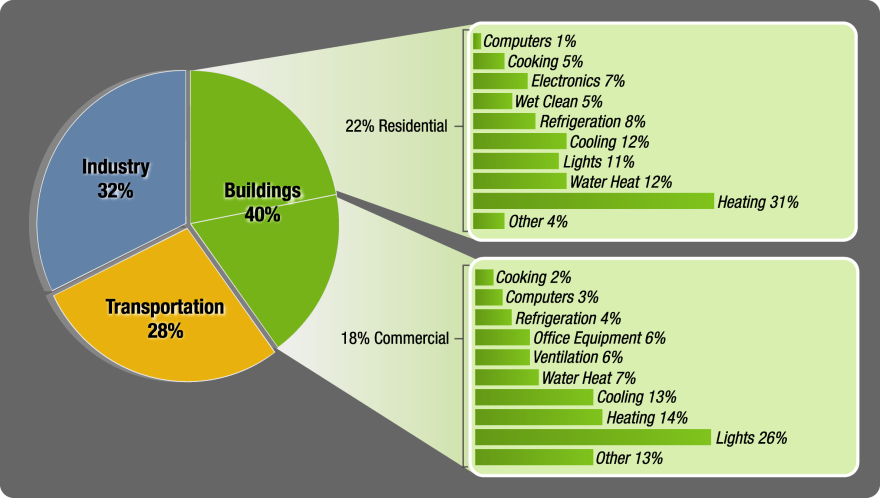 Industry
32%
Buildings
40%
Transportation
28%
22% Residential
Computers 1%
Cooking 5%
Electronics 7%
Wet Clean 5%
Refrigeration 8%
Cooling 12%
Lights 11%
Water Heat 12%
Heating 31%
Other 4%
18% Commercial
Cooking 2%
Computers 3%
Refrigeration 4%
Office Equipment 6%
Ventilation 6%
Water Heat 7%
Cooling 13%
Heating 14%
Lights 26%
Other 13%